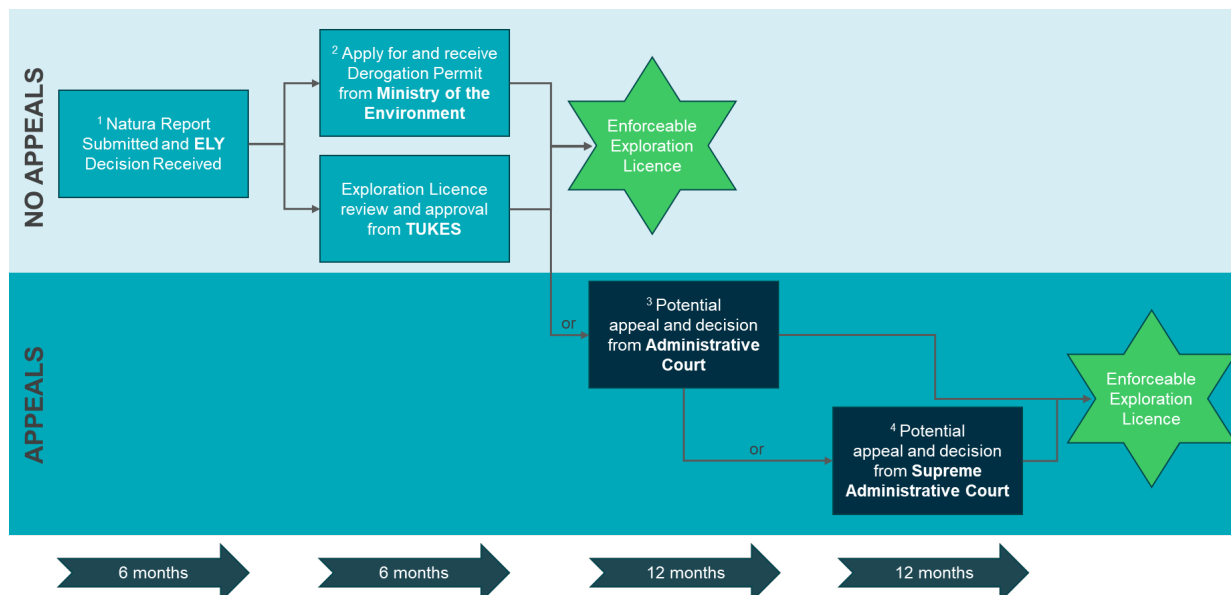 NO APPEALS
¹ Natura Report
Submitted and ELY
Decision Received
² Apply for and receive
Derogation Permit
from Ministry of the
Environment
Exploration Licence
review and approval
from TUKES
Enforceable
Exploration
Licence
APPEALS
or
³ Potential
appeal and decision
from Administrative
Court
or
⁴ Potential
appeal and decision
from Supreme
Administrative Court
Enforceable
Exploration
Licence
6 months
6 months
12 months
12 months